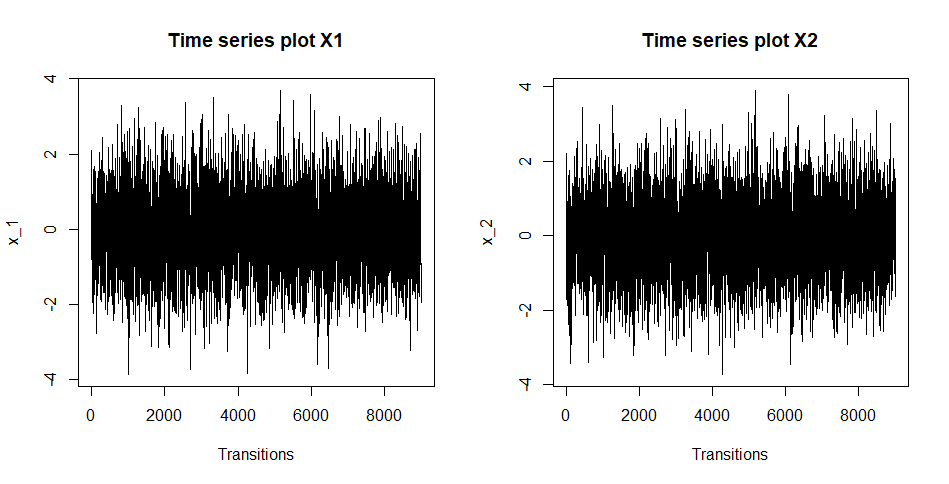 Time series plot X1
4
2
0
-2
-4
x_1
0 2000 4000 6000 8000
Transitions
Time series plot X2
4
2
0
-2
-4
x_2
0 2000 4000 6000 8000
Transitions